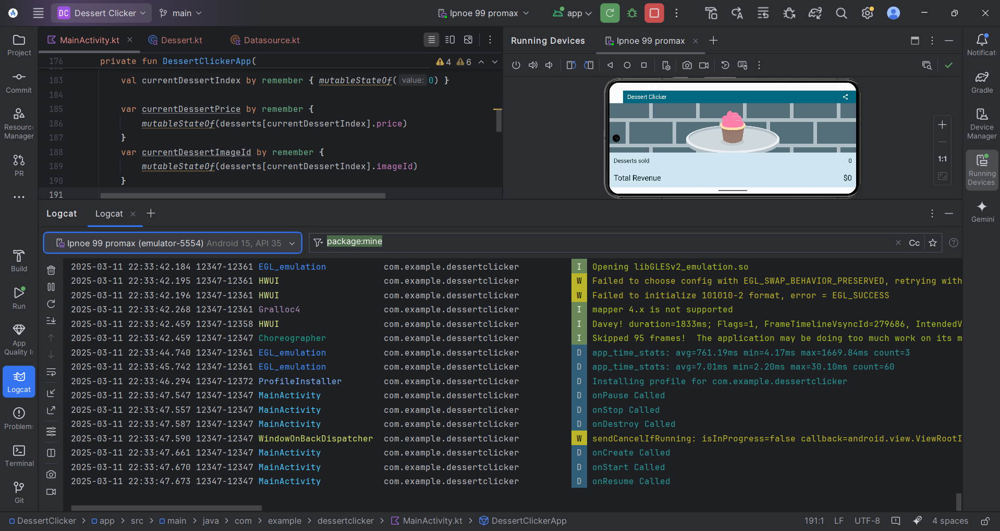 DC Dessert Clicker
main
Ipnoe 99 promax
app
MainActivity.kt
Dessert.kt
Datasource.kt
Project
Commit
Resourc
Manager
PR
176 private fun DessertClickerApp(
4 6
183 val currentDessertIndex by remember { mutableStateOf( value: 0) }
184
185 var currentDessertPrice by remember {
186 mutableStateOf(desserts[currentDessertIndex].price)
187 }
188 var currentDessertImageId by remember {
189 mutableStateOf(desserts[currentDessertIndex].imageId)
190 }
191
Running Devices
Ipnoe 99 promax
Dessert Clicker
Desserts sold 0
Total Revenue $0
1:1
Notificati
Gradle
Device
Manager
Running
Devices
Gemini
Logcat
Logcat
Ipnoe 99 promax (emulator-5554) Android 15, API 35
package:mine
Cc
2025-03-11 22:33:42.184 12347-12361 EGL_emulation com.example.dessertclicker I Opening libGLESv2_emulation.so
2025-03-11 22:33:42.195 12347-12361 HWUI com.example.dessertclicker W Failed to choose config with EGL_SWAP_BEHAVIOR_PRESERVED, retrying with
2025-03-11 22:33:42.196 12347-12361 HWUI com.example.dessertclicker W Failed to initialize 101010-2 format, error = EGL_SUCCESS
2025-03-11 22:33:42.268 12347-12361 Gralloc4 com.example.dessertclicker I mapper 4.x is not supported
2025-03-11 22:33:42.459 12347-12358 HWUI com.example.dessertclicker I Davey! duration=1833ms; Flags=1, FrameTimelineVsyncId=279686, IntendedV
2025-03-11 22:33:42.459 12347-12347 Choreographer com.example.dessertclicker I Skipped 95 frames!  The application may be doing too much work on its m
2025-03-11 22:33:44.740 12347-12361 EGL_emulation com.example.dessertclicker D app_time_stats: avg=761.19ms min=4.17ms max=1669.84ms count=3
2025-03-11 22:33:45.742 12347-12361 EGL_emulation com.example.dessertclicker D app_time_stats: avg=7.01ms min=2.20ms max=30.10ms count=60
2025-03-11 22:33:46.294 12347-12372 ProfileInstaller com.example.dessertclicker D Installing profile for com.example.dessertclicker
2025-03-11 22:33:47.547 12347-12347 MainActivity com.example.dessertclicker D onPause Called
2025-03-11 22:33:47.557 12347-12347 MainActivity com.example.dessertclicker D onStop Called
2025-03-11 22:33:47.587 12347-12347 MainActivity com.example.dessertclicker D onDestroy Called
2025-03-11 22:33:47.590 12347-12347 WindowOnBackDispatcher com.example.dessertclicker W sendCancelIfRunning: isInProgress=false callback=android.view.ViewRootI
2025-03-11 22:33:47.661 12347-12347 MainActivity com.example.dessertclicker D onCreate Called
2025-03-11 22:33:47.670 12347-12347 MainActivity com.example.dessertclicker D onStart Called
2025-03-11 22:33:47.673 12347-12347 MainActivity com.example.dessertclicker D onResume Called
Build
Run
App
Quality I
Logcat
Problems
Terminal
Git
DessertClicker > app > src > main > java > com > example > dessertclicker > MainActivity.kt > DessertClickerApp
191:1 LF UTF-8 4 spaces